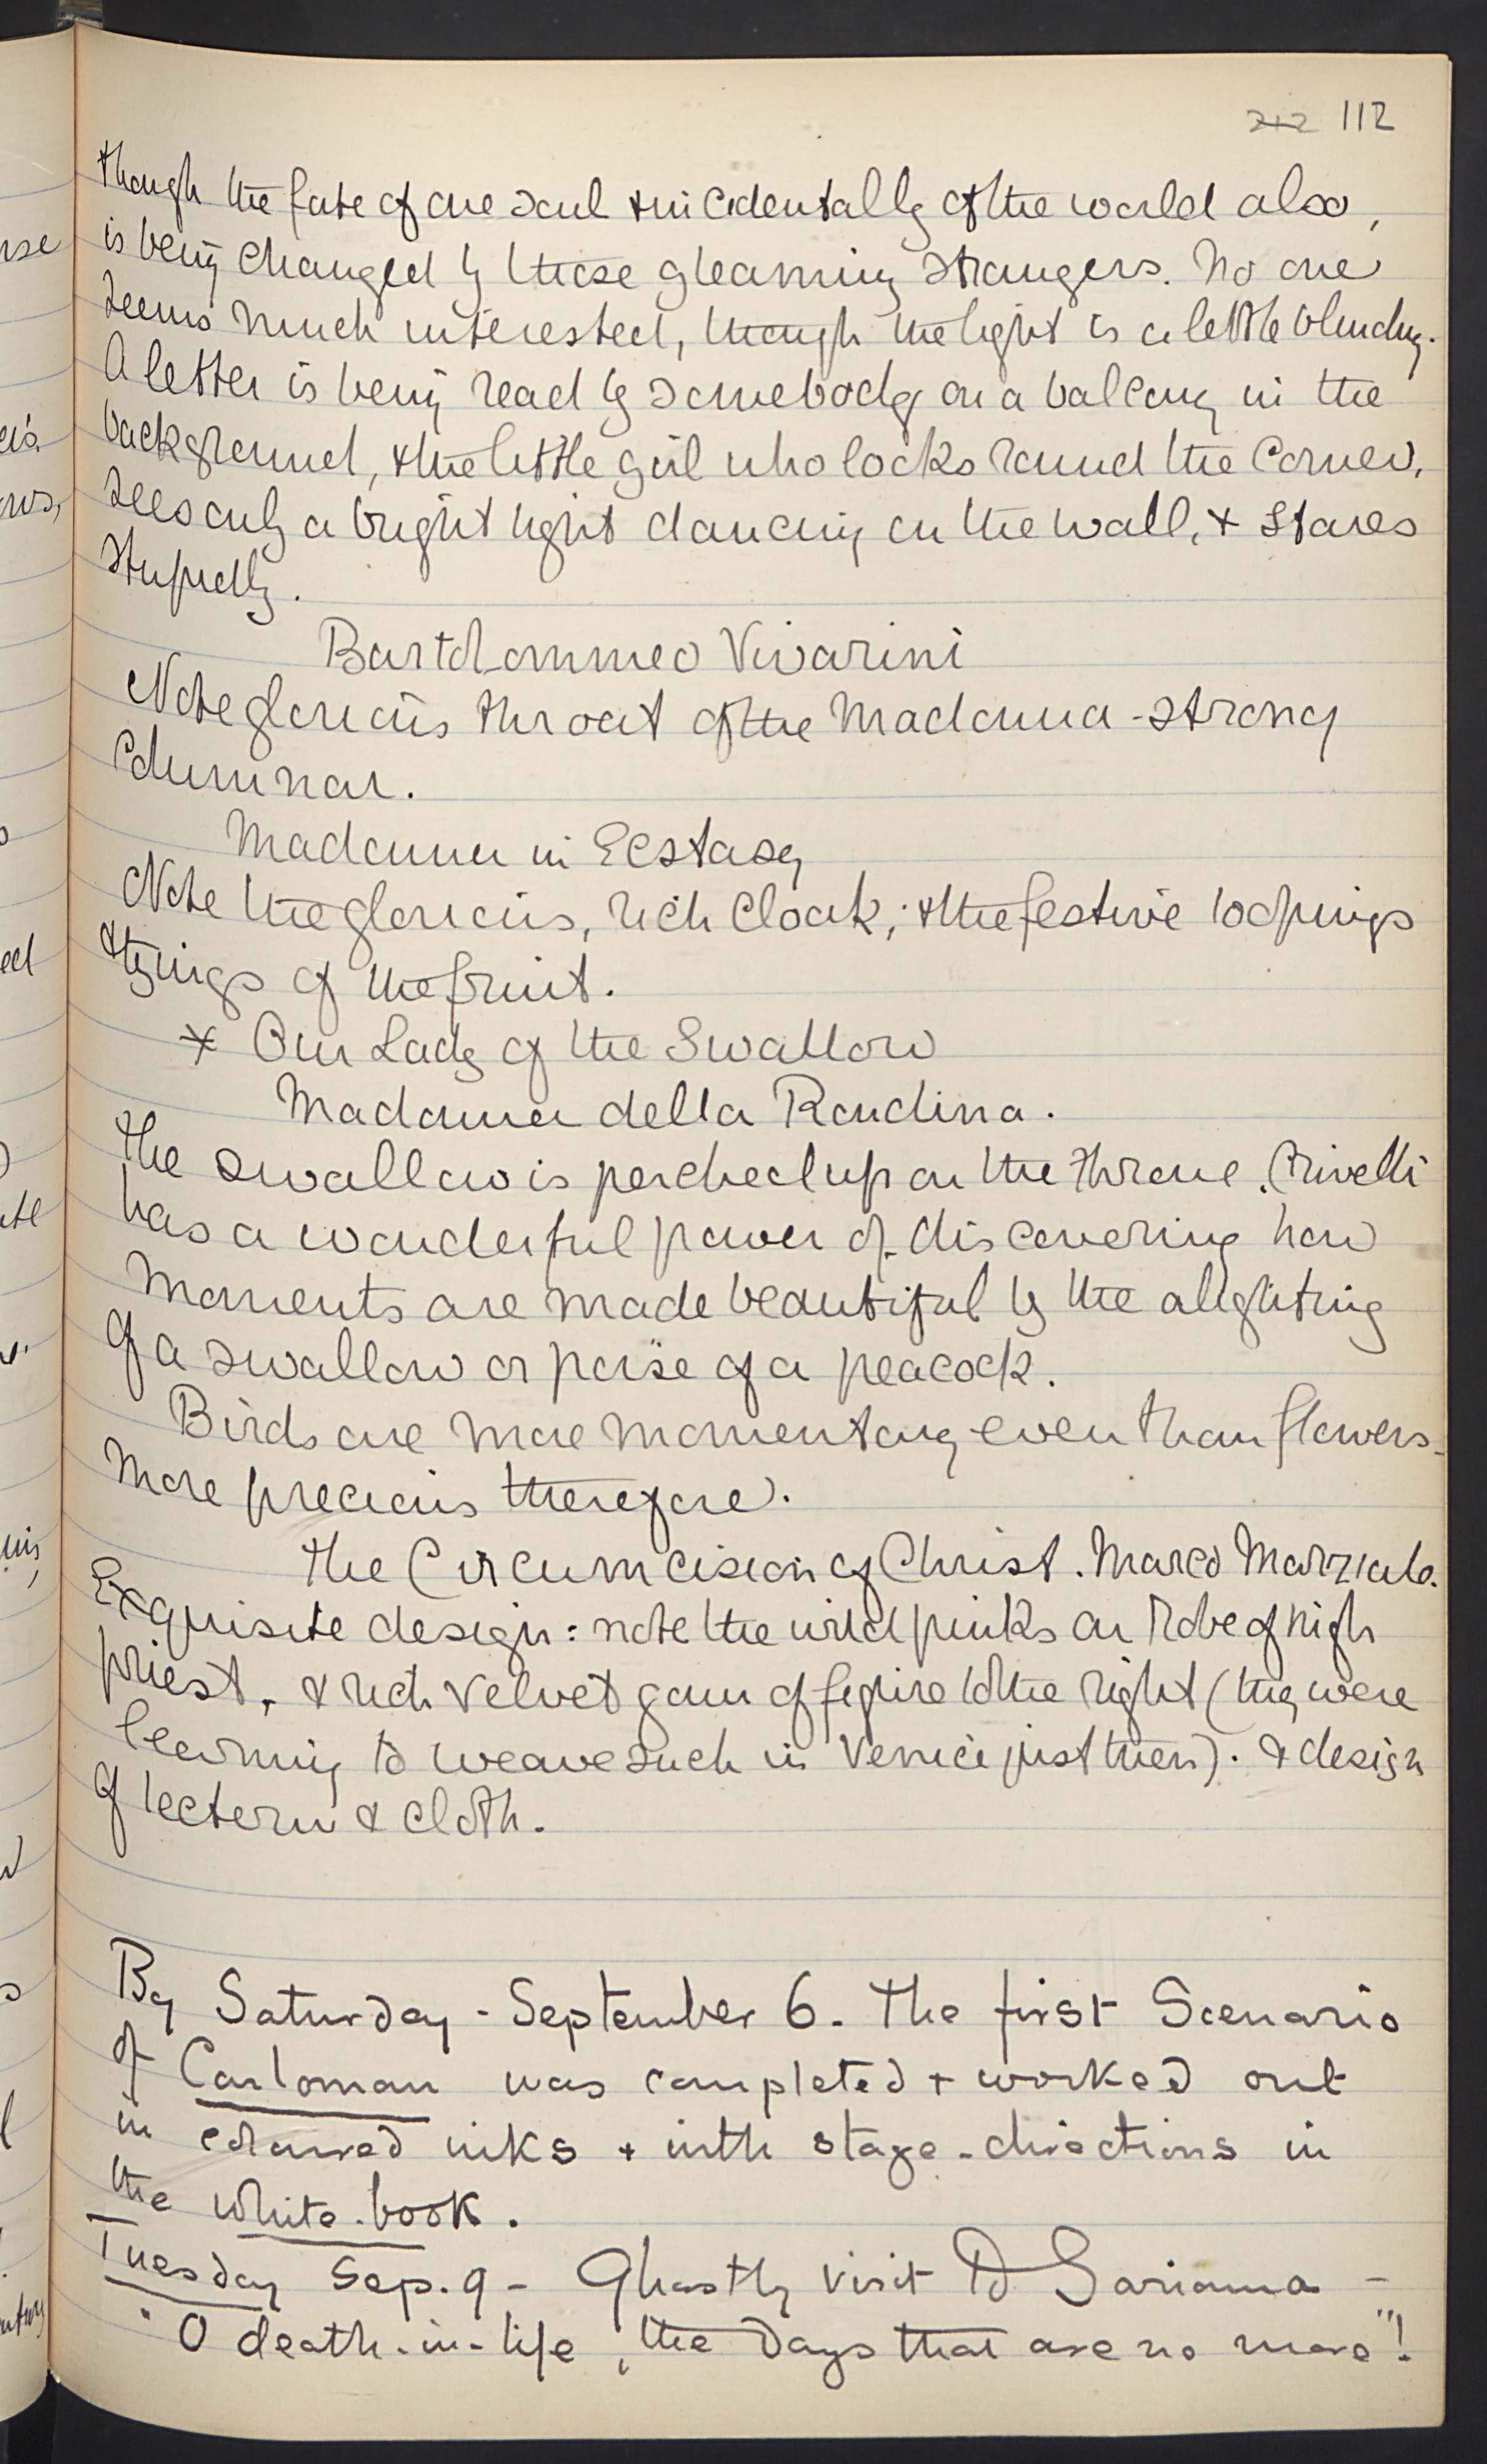 212 112
though the fate of one soul & incidentally of the world also,
is being changed by these gleaming strangers. No one
seems much interested, though the light is a little blinding.
A letter is being read by somebody on a balcony in the
background, & the little girl who looks round the corner,
sees only a bright light dancing on the wall, & stares
stupidly.
Bartolommeo Vivarini
Note glorious throat of the Madonna - strong
Columnar.
Madonna in Ecstasy
Note the glorious, rich cloak, & the festive loopings
& tyings of the fruit.
* Our Lady of the Swallow
Madonna della Rondina.
The swallow is perched up on the throne. Crivelli
has a wonderful power of discovering how
moments are made beautiful by the alighting
of a swallow or poise of a peacock.
Birds are more momentary even than flowers -
more precious therefore.
The Circumcision of Christ. Marco Marziale.
Exquisite design: note the wild pinks on robe of high
priest, & rich velvet gown of figure to the right (they were
learning to weave such in Venice just then). & design
of lectern & cloth.
By Saturday - September 6. The first Scenario
of Carloman was completed + worked out
in coloured inks + with stage-directions in
the white-book.
Tuesday Sep. 9 - Ghastly visit to Sarianna -
"O death-in-life, the days that are no more"!